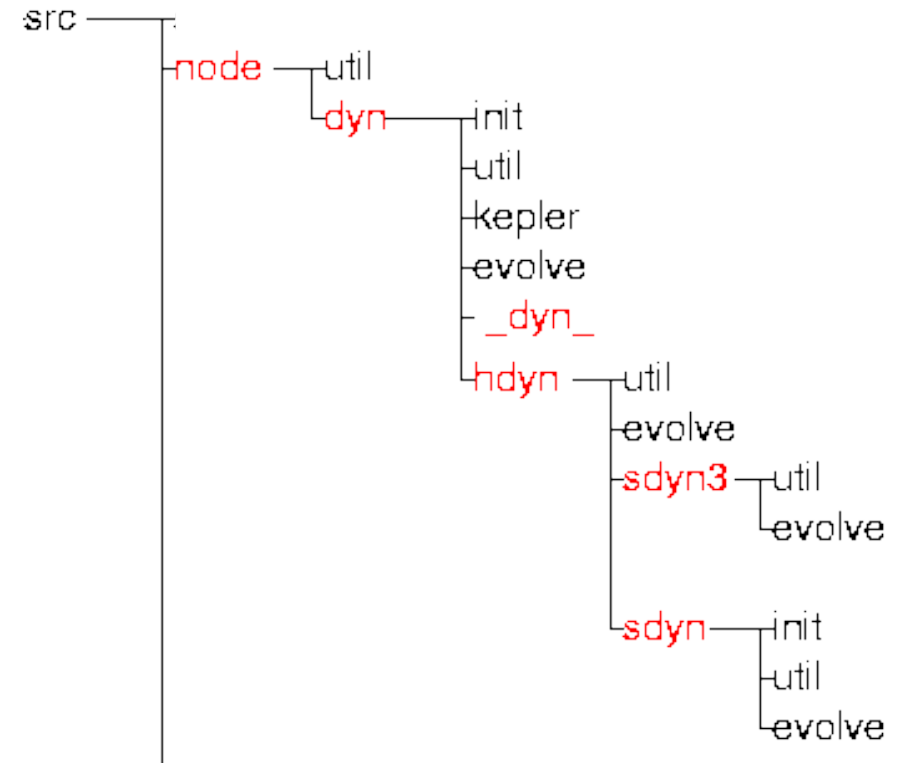 src
node util
dyn init
util
kepler
evolve
_dyn_
hdyn util
evolve
sdyn3 util
evolve
sdyn init
util
evolve